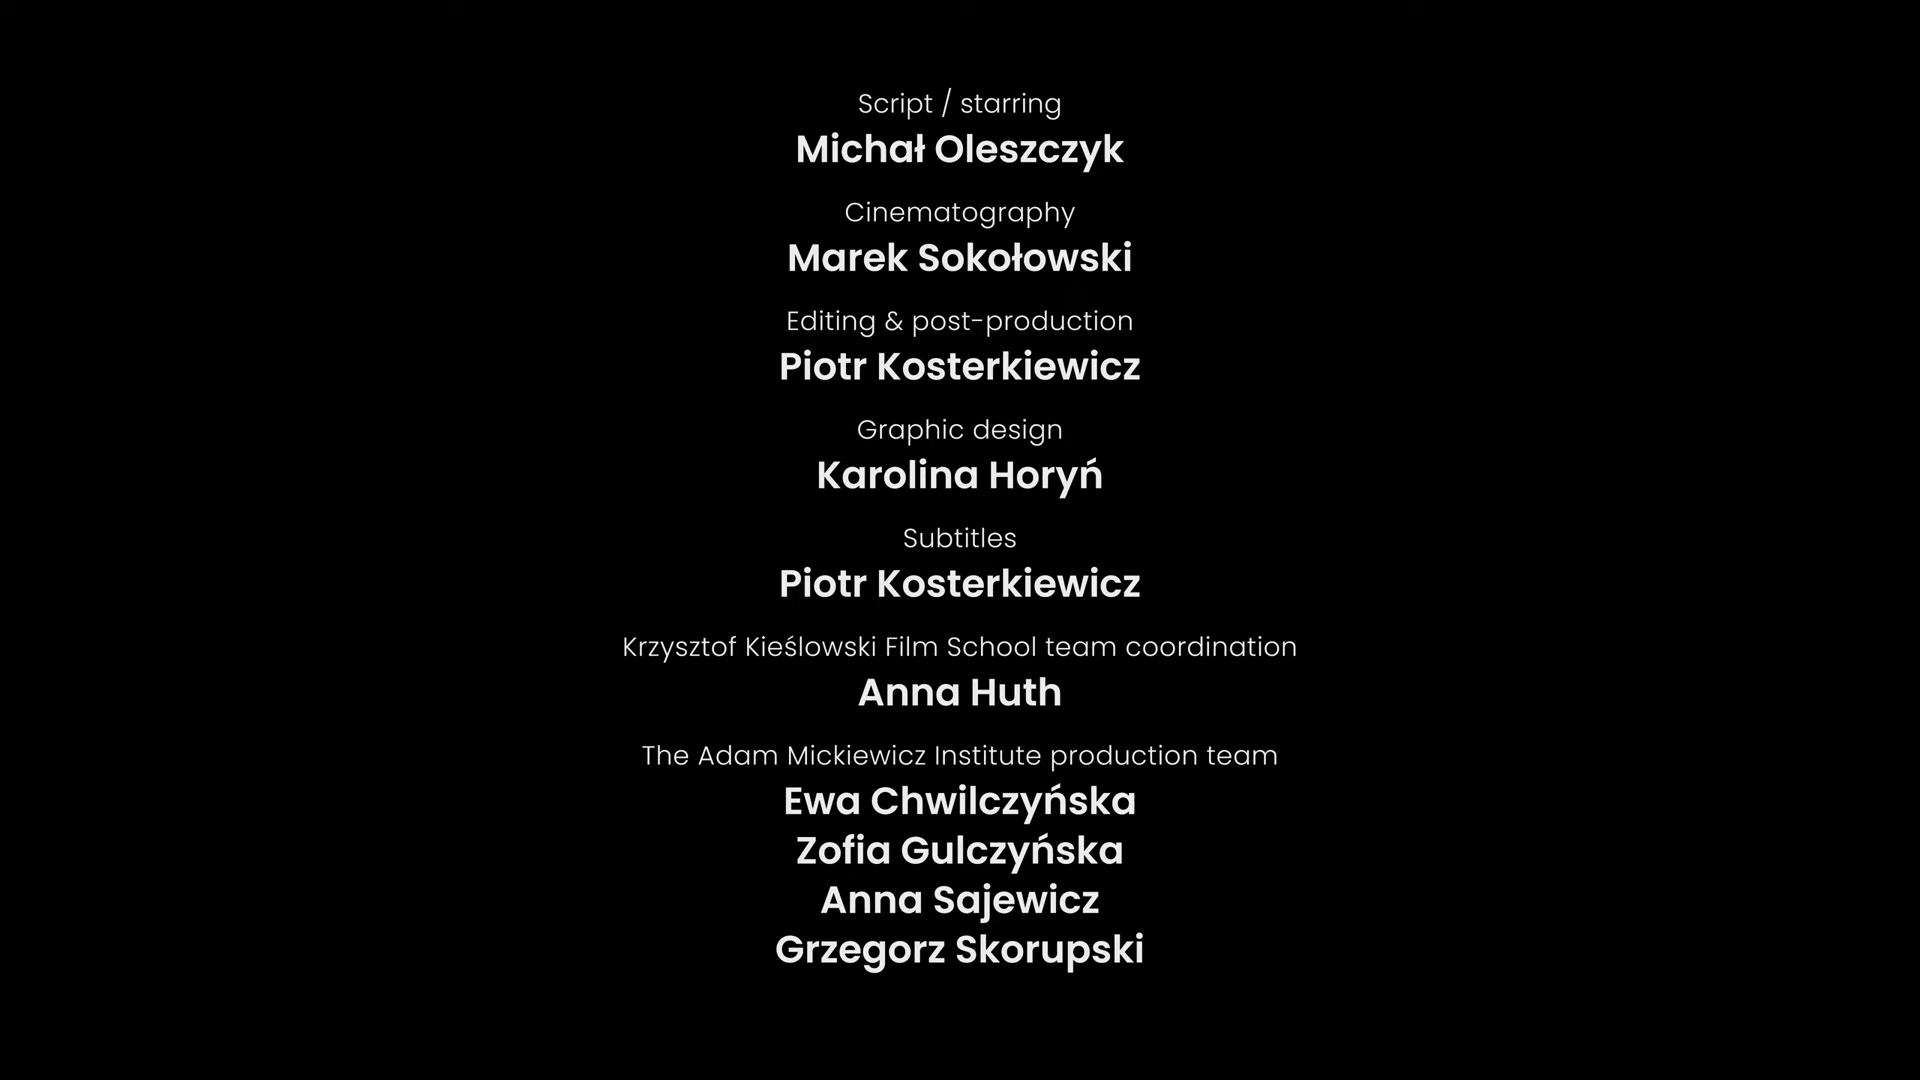 Script / starring
Michał Oleszczyk
Cinematography
Marek Sokołowski
Editing & post-production
Piotr Kosterkiewicz
Graphic design
Karolina Horyń
Subtitles
Piotr Kosterkiewicz
Krzysztof Kieślowski Film School team coordination
Anna Huth
The Adam Mickiewicz Institute production team
Ewa Chwilczyńska
Zofia Gulczyńska
Anna Sajewicz
Grzegorz Skorupski